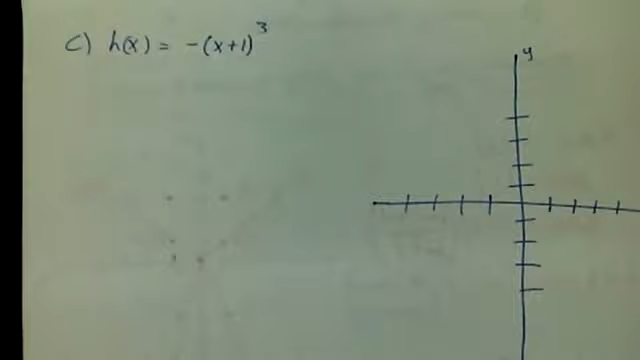 c) h(x) = -(x+1)³
y